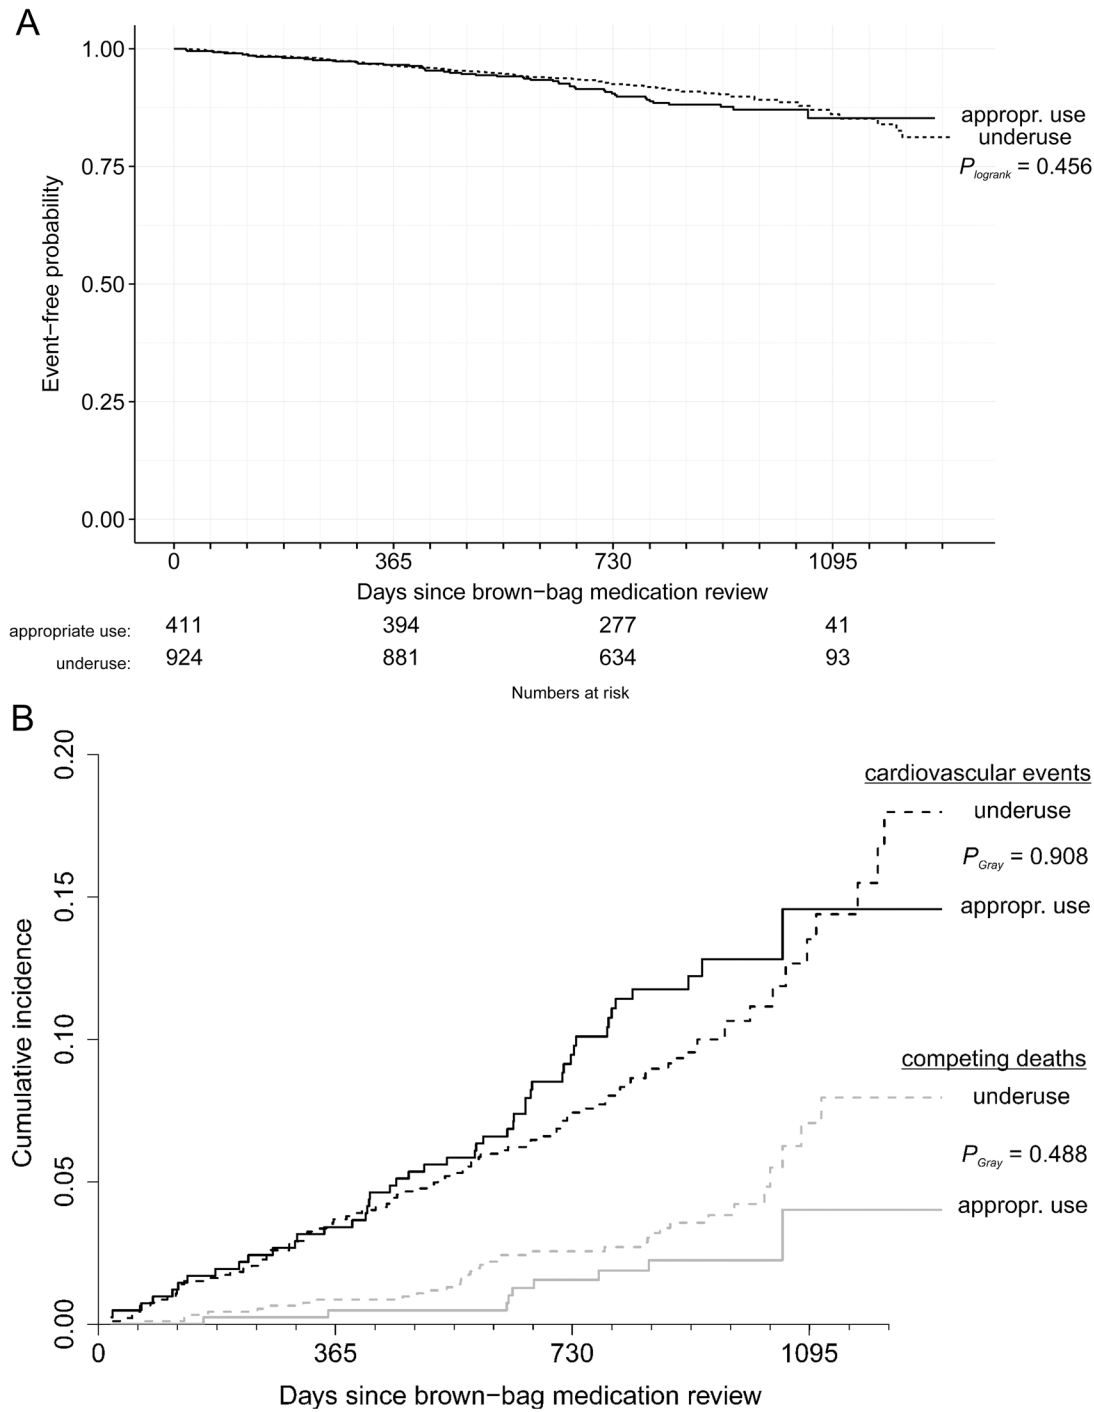 A
1.00
0.75
0.50
0.25
0.00
Event−free probability
appropr. use
underuse
P logrank = 0.456
0 365 730 1095
Days since brown−bag medication review
appropriate use: 411 394 277 41
underuse: 924 881 634 93
Numbers at risk
B
0.20
0.15
0.10
0.05
0.00
Cumulative incidence
cardiovascular events
underuse
P Gray = 0.908
appropr. use
competing deaths
underuse
P Gray = 0.488
appropr. use
0 365 730 1095
Days since brown−bag medication review